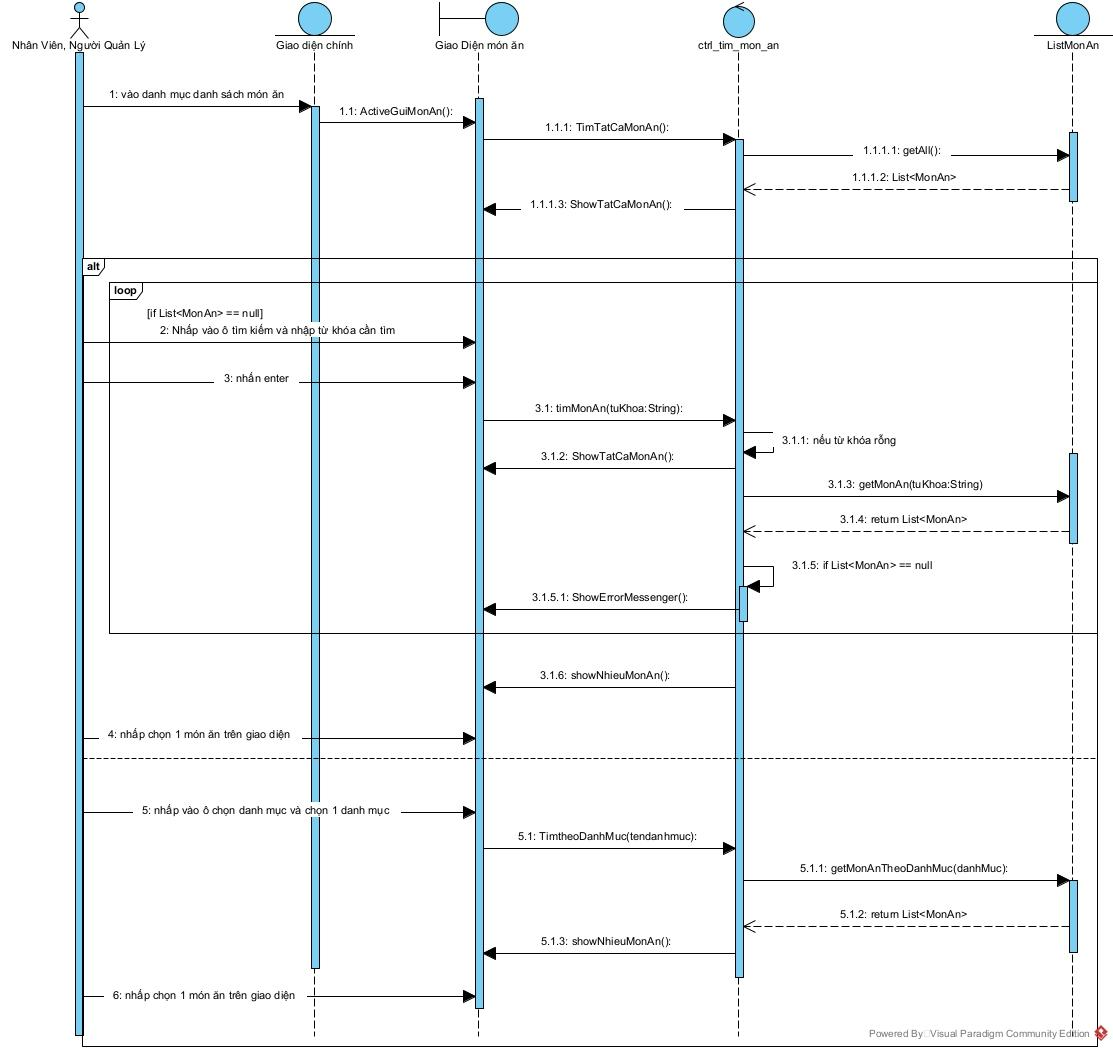 Nhân Viên, Người Quản Lý
Giao diện chính
Giao Diện món ăn
ctrl_tim_mon_an
ListMonAn
1: vào danh mục danh sách món ăn
1.1: ActiveGuiMonAn():
1.1.1: TimTatCaMonAn():
1.1.1.1: getAll():
1.1.1.2: List<MonAn>
1.1.1.3: ShowTatCaMonAn():
alt
loop
[if List<MonAn> == null]
2: Nhấp vào ô tìm kiếm và nhập từ khóa cần tìm
3: nhấn enter
3.1: timMonAn(tuKhoa:String):
3.1.1: nếu từ khóa rỗng
3.1.2: ShowTatCaMonAn():
3.1.3: getMonAn(tuKhoa:String)
3.1.4: return List<MonAn>
3.1.5: if List<MonAn> == null
3.1.5.1: ShowErrorMessenger():
3.1.6: showNhieuMonAn():
4: nhấp chọn 1 món ăn trên giao diện
5: nhấp vào ô chọn danh mục và chọn 1 danh mục
5.1: TimtheoDanhMuc(tendanhmuc):
5.1.1: getMonAnTheoDanhMuc(danhMuc):
5.1.2: return List<MonAn>
5.1.3: showNhieuMonAn():
6: nhấp chọn 1 món ăn trên giao diện
Powered By Visual Paradigm Community Edition